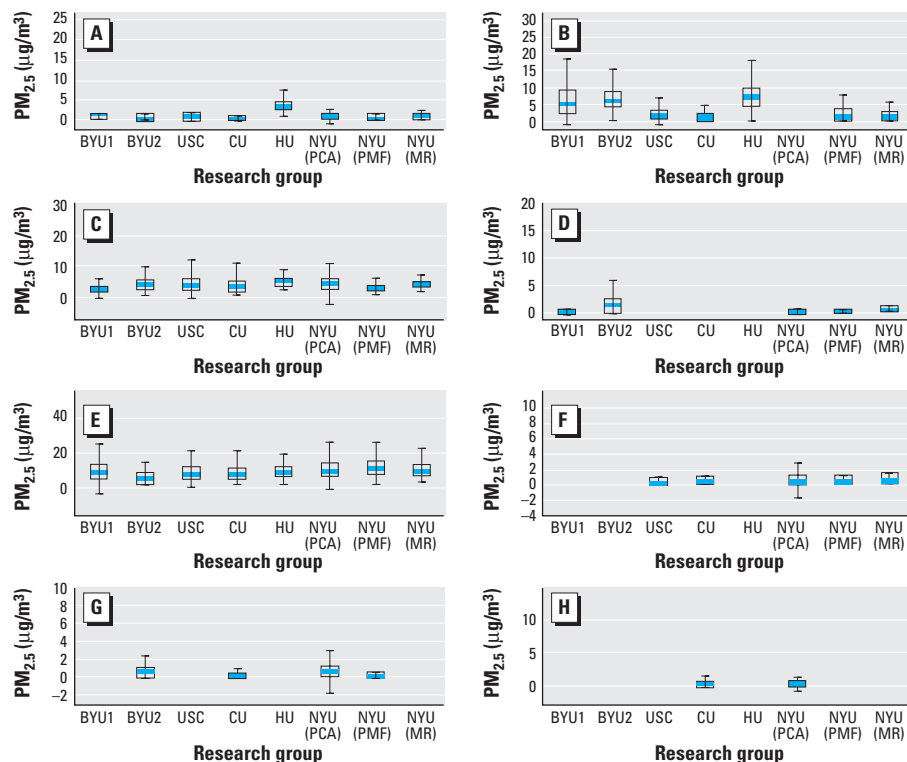 A
PM2.5 (μg/m3)
25
20
15
10
5
0
BYU1 BYU2 USC CU HU NYU NYU NYU
(PCA) (PMF) (MR)
Research group
B
PM2.5 (μg/m3)
30
25
20
15
10
5
0
BYU1 BYU2 USC CU HU NYU NYU NYU
(PCA) (PMF) (MR)
Research group
C
PM2.5 (μg/m3)
30
20
10
0
BYU1 BYU2 USC CU HU NYU NYU NYU
(PCA) (PMF) (MR)
Research group
D
PM2.5 (μg/m3)
20
15
10
5
0
BYU1 BYU2 USC CU HU NYU NYU NYU
(PCA) (PMF) (MR)
Research group
E
PM2.5 (μg/m3)
40
20
0
BYU1 BYU2 USC CU HU NYU NYU NYU
(PCA) (PMF) (MR)
Research group
F
PM2.5 (μg/m3)
10
8
6
4
2
0
−2
−4
BYU1 BYU2 USC CU HU NYU NYU NYU
(PCA) (PMF) (MR)
Research group
G
PM2.5 (μg/m3)
10
8
6
4
2
0
−2
BYU1 BYU2 USC CU HU NYU NYU NYU
(PCA) (PMF) (MR)
Research group
H
PM2.5 (μg/m3)
10
5
0
BYU1 BYU2 USC CU HU NYU NYU NYU
(PCA) (PMF) (MR)
Research group